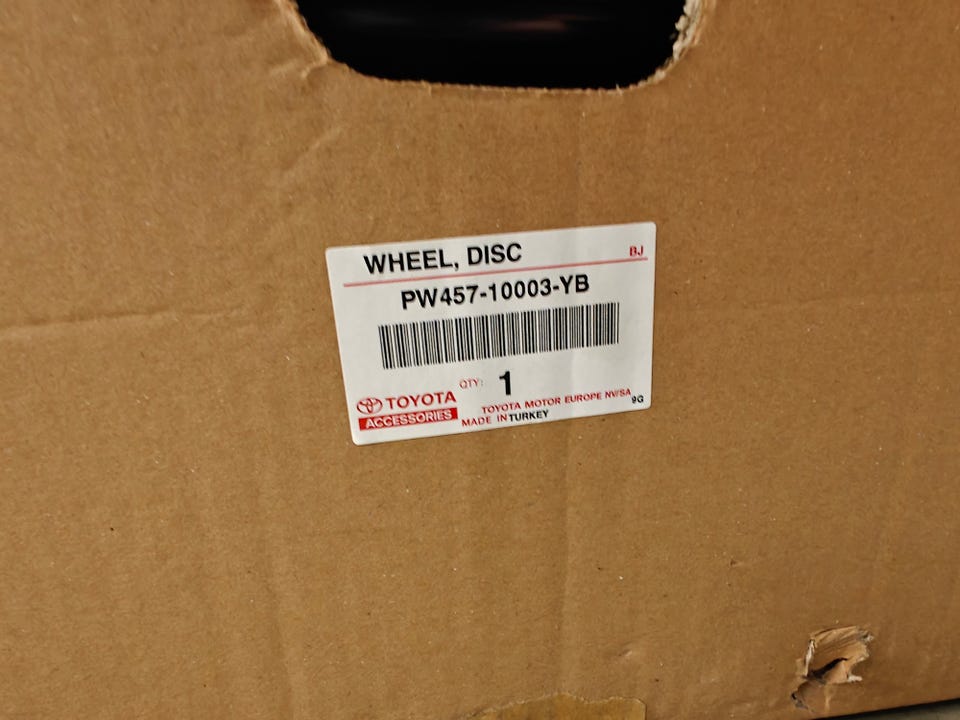 WHEEL, DISC BJ
PW457-10003-YB
QTY: 1
TOYOTA
ACCESSORIES
TOYOTA MOTOR EUROPE NV/SA 9G
MADE IN TURKEY